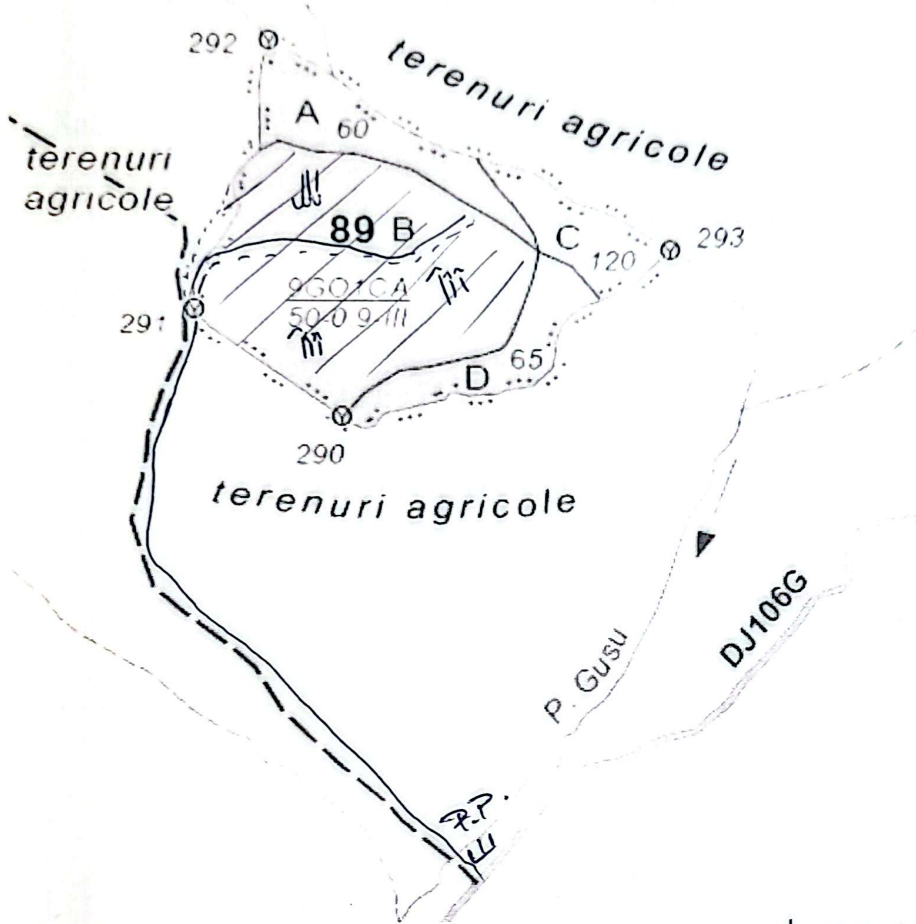 292
terenuri agricole
A 60
terenuri
agricole
89 B
C
120
293
9GO1CA
50-0.9-III
291
65
D
290
terenuri agricole
DJ106G
P. Gusu
P.P.